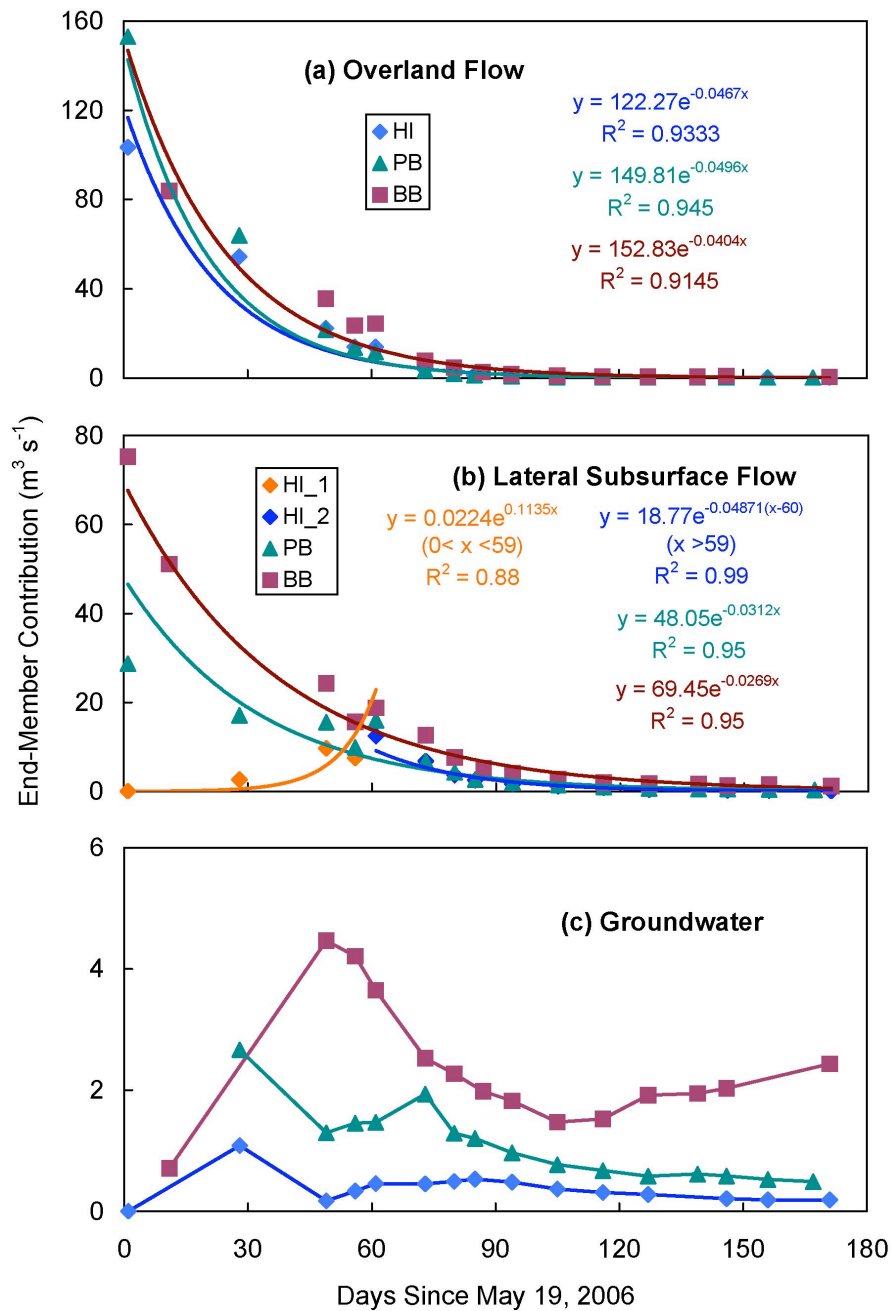 160
120
80
40
0
(a) Overland Flow
HI
PB
BB
y = 122.27e^-0.0467x
R² = 0.9333
y = 149.81e^-0.0496x
R² = 0.945
y = 152.83e^-0.0404x
R² = 0.9145
End-Member Contribution (m³ s⁻¹)
80
60
40
20
0
(b) Lateral Subsurface Flow
HI_1
HI_2
PB
BB
y = 0.0224e^0.1135x
(0< x <59)
R² = 0.88
y = 18.77e^-0.04871(x-60)
(x >59)
R² = 0.99
y = 48.05e^-0.0312x
R² = 0.95
y = 69.45e^-0.0269x
R² = 0.95
6
4
2
0
(c) Groundwater
0 30 60 90 120 150 180
Days Since May 19, 2006